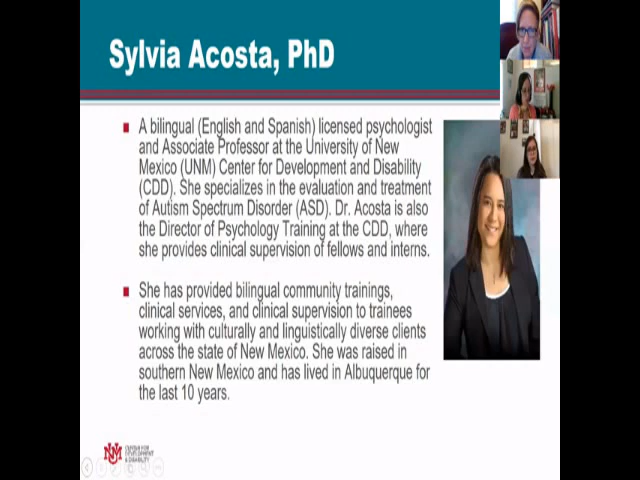 Sylvia Acosta, PhD
A bilingual (English and Spanish) licensed psychologist
and Associate Professor at the University of New
Mexico (UNM) Center for Development and Disability
(CDD). She specializes in the evaluation and treatment
of Autism Spectrum Disorder (ASD). Dr. Acosta is also
the Director of Psychology Training at the CDD, where
she provides clinical supervision of fellows and interns.
She has provided bilingual community trainings,
clinical services, and clinical supervision to trainees
working with culturally and linguistically diverse clients
across the state of New Mexico. She was raised in
southern New Mexico and has lived in Albuquerque for
the last 10 years.
CENTER FOR
DEVELOPMENT
& DISABILITY